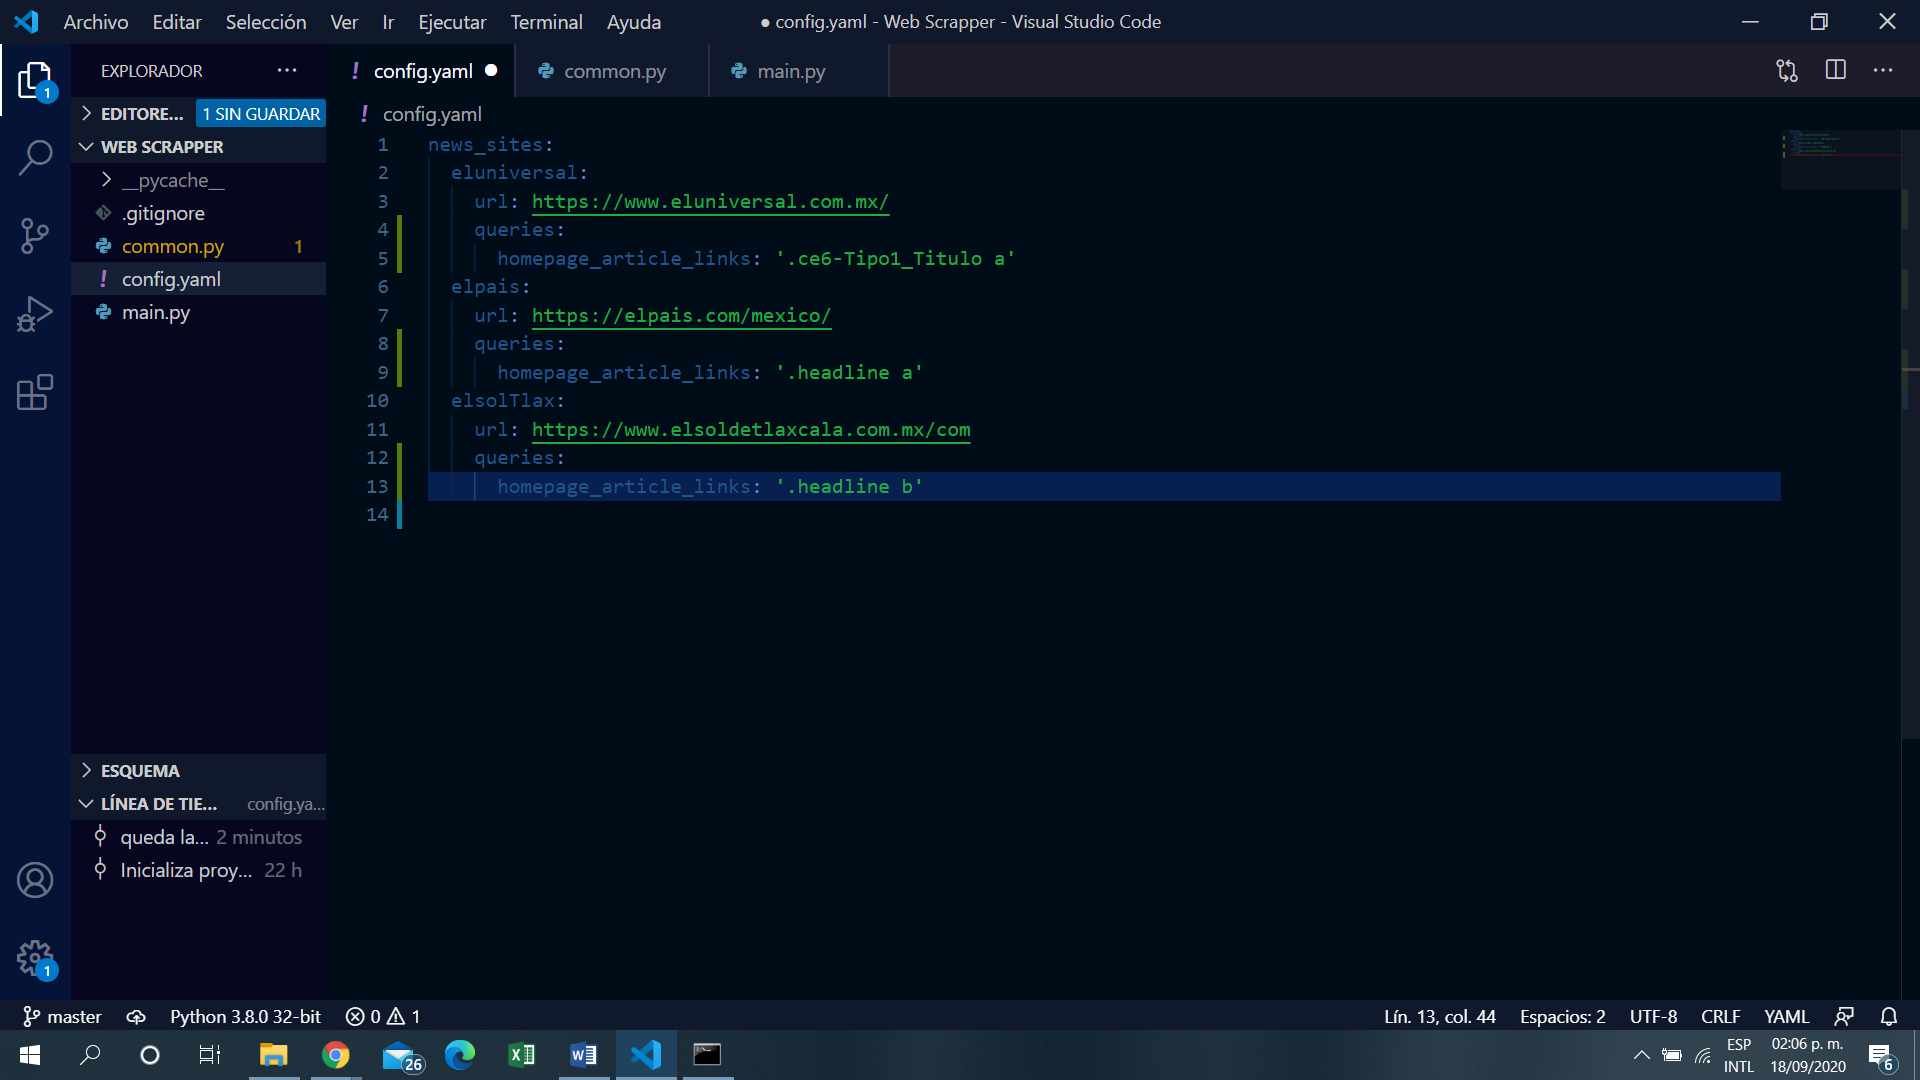 Archivo Editar Selección Ver Ir Ejecutar Terminal Ayuda
● config.yaml - Web Scrapper - Visual Studio Code
EXPLORADOR ···
EDITORE... 1 SIN GUARDAR
WEB SCRAPPER
__pycache__
.gitignore
common.py 1
! config.yaml
main.py
ESQUEMA
LÍNEA DE TIE... config.ya...
queda la... 2 minutos
Inicializa proy... 22 h
1
1
! config.yaml ●
common.py
main.py
! config.yaml
1 news_sites:
2 eluniversal:
3 url: https://www.eluniversal.com.mx/
4 queries:
5 homepage_article_links: '.ce6-Tipo1_Titulo a'
6 elpais:
7 url: https://elpais.com/mexico/
8 queries:
9 homepage_article_links: '.headline a'
10 elsolTlax:
11 url: https://www.elsoldetlaxcala.com.mx/com
12 queries:
13 homepage_article_links: '.headline b'
14
master Python 3.8.0 32-bit 0 1 Lín. 13, col. 44 Espacios: 2 UTF-8 CRLF YAML
26
ESP
INTL
02:06 p. m.
18/09/2020
6